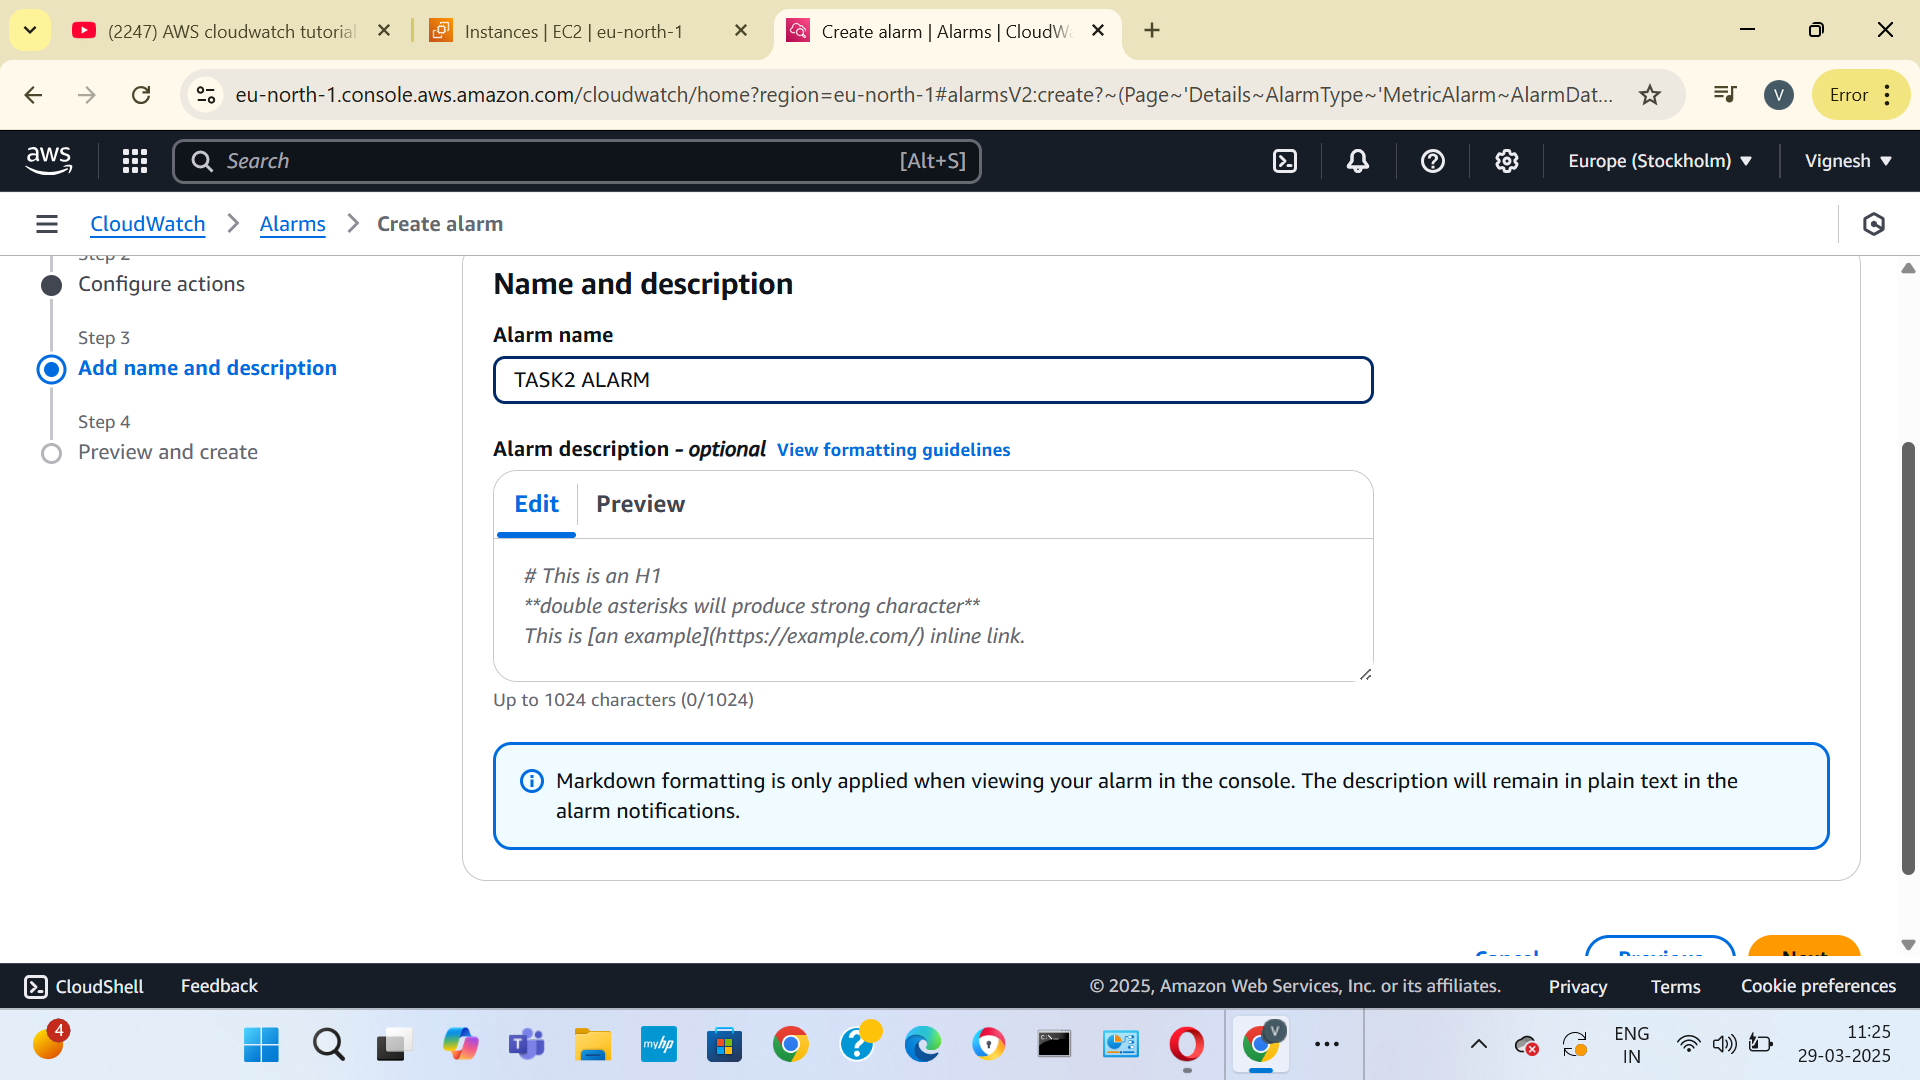 (2247) AWS cloudwatch tutorial
Instances | EC2 | eu-north-1
Create alarm | Alarms | CloudWa
eu-north-1.console.aws.amazon.com/cloudwatch/home?region=eu-north-1#alarmsV2:create?~(Page~'Details~AlarmType~'MetricAlarm~AlarmDat...
V
Error
aws
Search
[Alt+S]
Europe (Stockholm)
Vignesh
CloudWatch
Alarms
Create alarm
Step 2
Configure actions
Step 3
Add name and description
Step 4
Preview and create
Name and description
Alarm name
TASK2 ALARM
Alarm description - optional View formatting guidelines
Edit
Preview
# This is an H1
**double asterisks will produce strong character**
This is [an example](https://example.com/) inline link.
Up to 1024 characters (0/1024)
Markdown formatting is only applied when viewing your alarm in the console. The description will remain in plain text in the
alarm notifications.
Cancel
Previous
Next
CloudShell
Feedback
© 2025, Amazon Web Services, Inc. or its affiliates.
Privacy
Terms
Cookie preferences
4
myhp
V
ENG
IN
11:25
29-03-2025